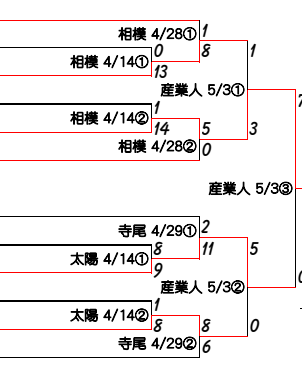 相模 4/28① 1
0 8 1
相模 4/14①
13
産業人 5/3①
7
1
相模 4/14②
14 5 3
相模 4/28② 0
産業人 5/3③
寺尾 4/29① 2
8 11 5
太陽 4/14①
9
産業人 5/3②
0
1
太陽 4/14②
8 8 0
寺尾 4/29② 6